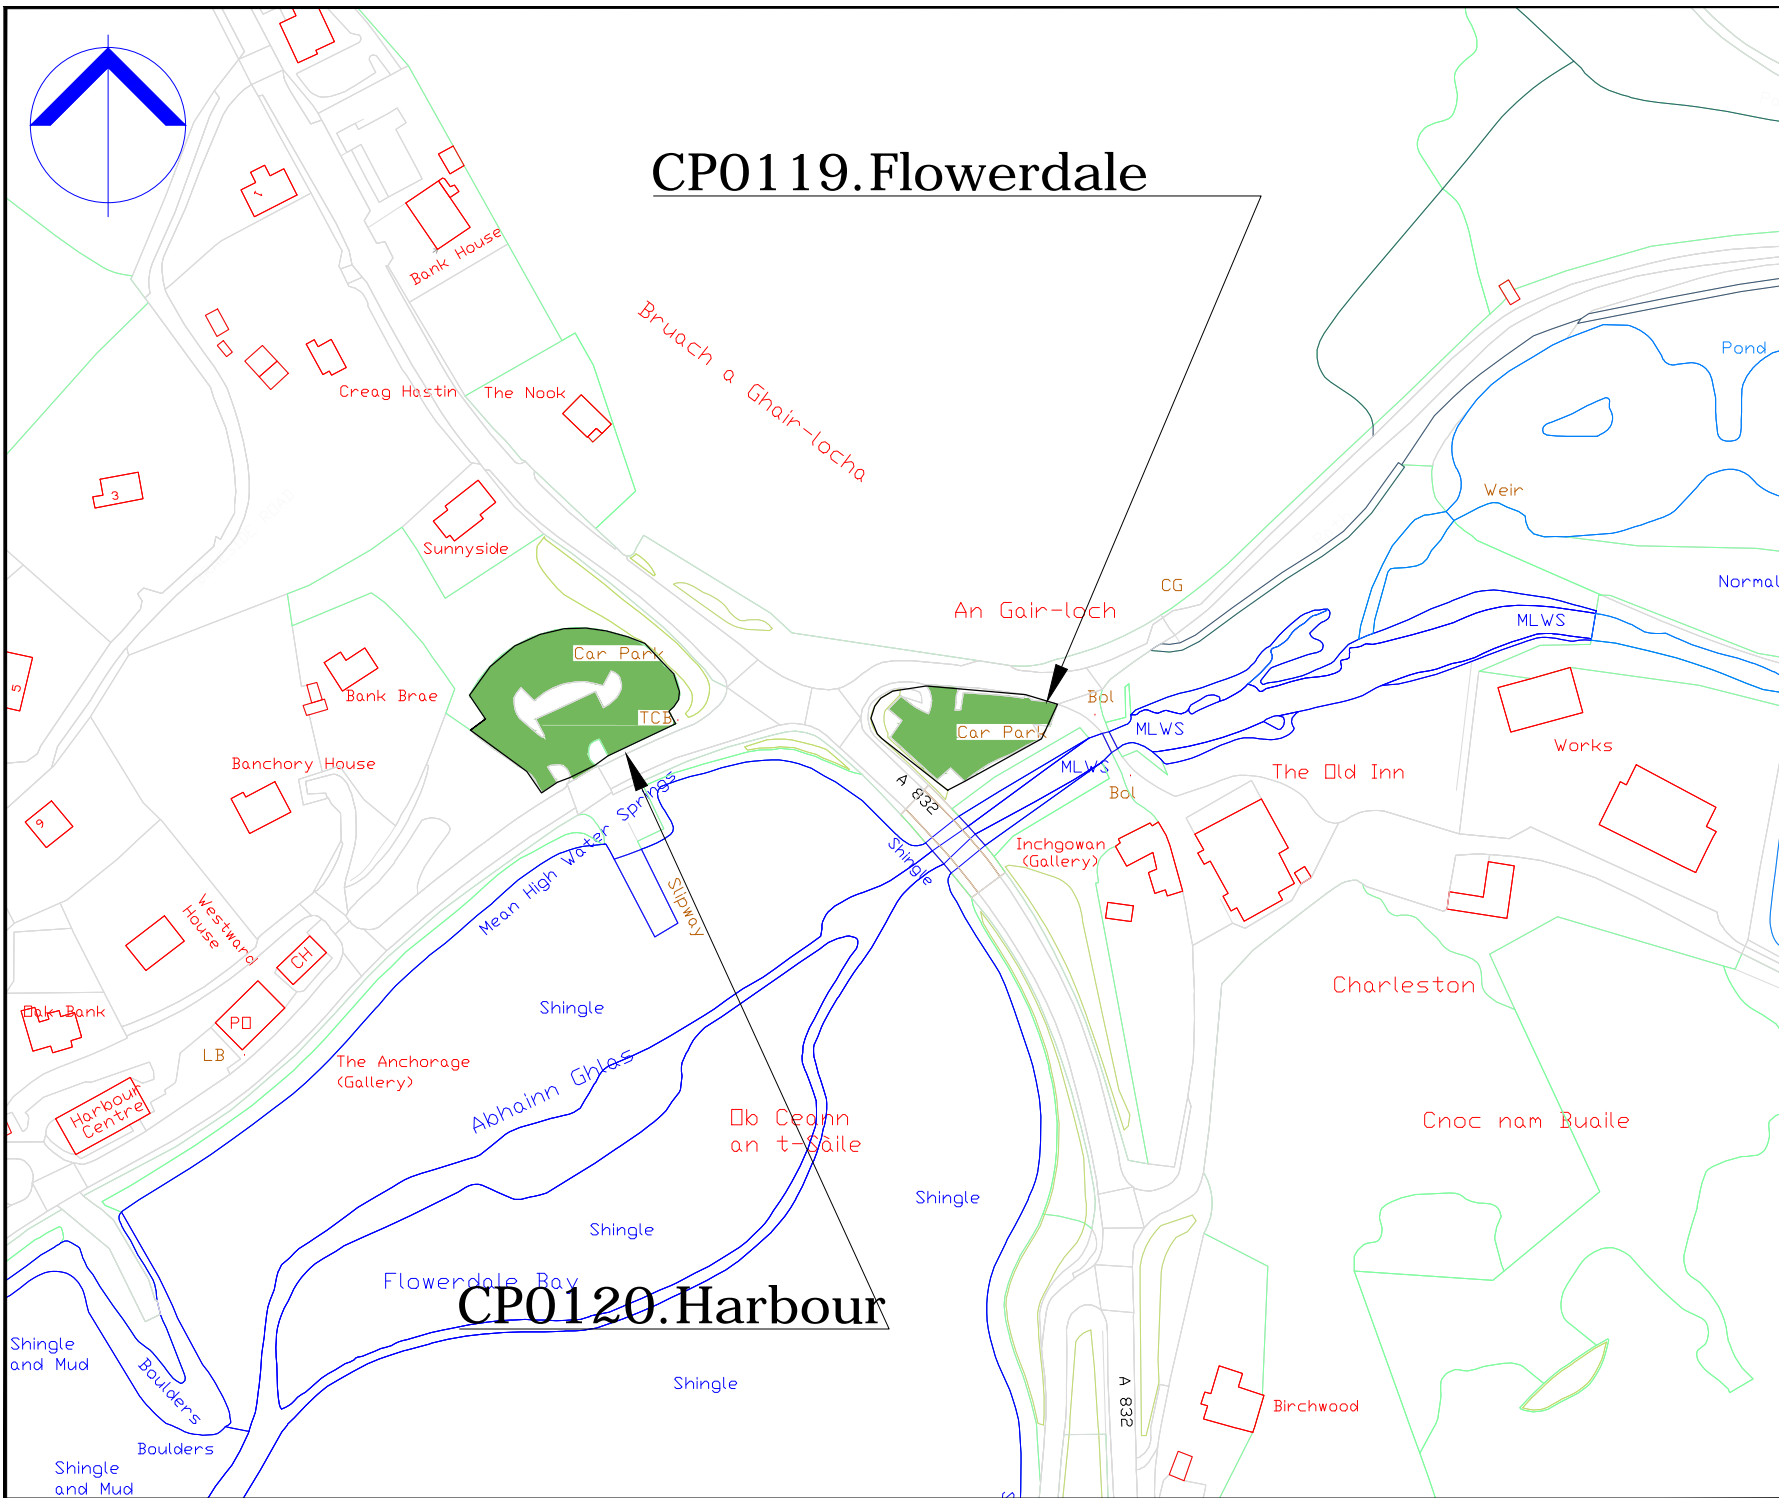 CP0119.Flowerdale
1
Bank House
Bruach a Ghair-locha
Pond
Creag Hastin
The Nook
3
Weir
Sunnyside
CG
Normal
An Gair-loch
MLWS
Car Park
5
Bank Brae
Bol
TCB
Car Park
MLWS
Works
Banchory House
MLWS
The Old Inn
A 832
Bol
9
Mean High Water Springs
Shingle
Inchgowan
(Gallery)
Slipway
Westward
House
CH
Charleston
Oak Bank
PO
Shingle
LB
The Anchorage
(Gallery)
Abhainn Ghlas
Harbour
Centre
Ob Ceann
an t-Sàile
Cnoc nam Buaile
Shingle
Shingle
Flowerdale Bay
CP0120.Harbour
Shingle
and Mud
Boulders
Shingle
A 832
Birchwood
Boulders
Shingle
and Mud
S